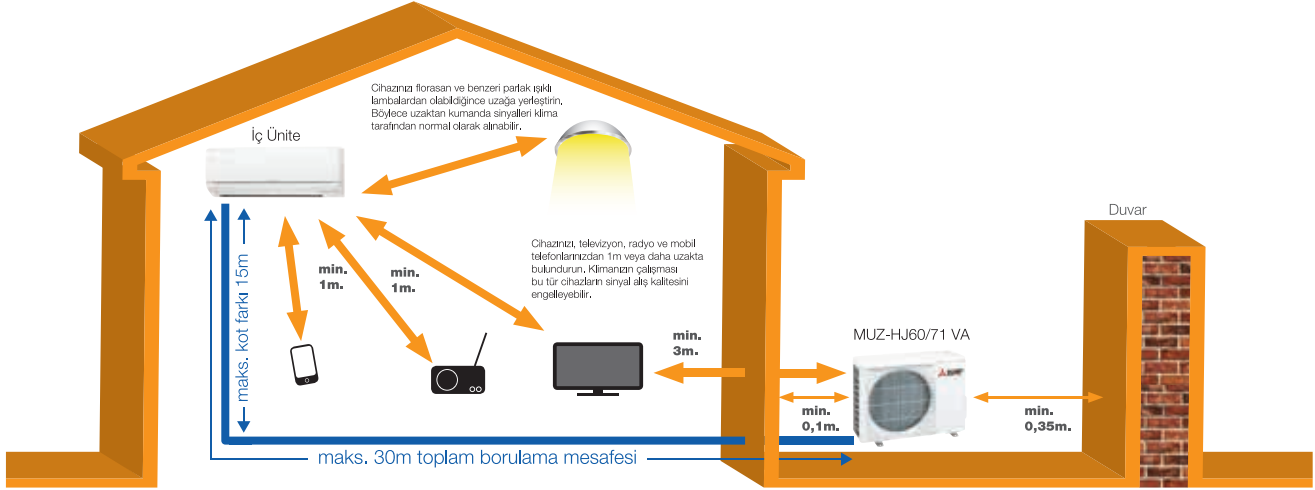 Cihazınızı florasan ve benzeri parlak ışıklı
lambalardan olabildiğince uzağa yerleştirin.
Böylece uzaktan kumanda sinyalleri klima
tarafından normal olarak alınabilir.
İç Ünite
Duvar
Cihazınızı, televizyon, radyo ve mobil
telefonlarınızdan 1m veya daha uzakta
bulundurun. Klimanızın çalışması
bu tür cihazların sinyal alış kalitesini
engelleyebilir.
maks. kot farkı 15m
min.
1m.
min.
1m.
min.
3m.
MUZ-HJ60/71 VA
min.
0,1m.
min.
0,35m.
maks. 30m toplam borulama mesafesi